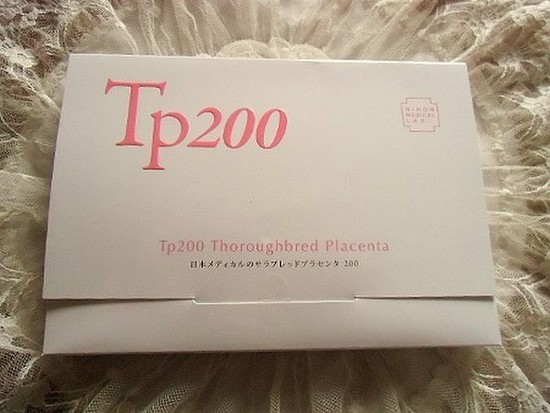 Tp200
NIHON
MEDICAL
LAB
Tp200 Thoroughbred Placenta
日本メディカルのサラブレッドプラセンタ 200